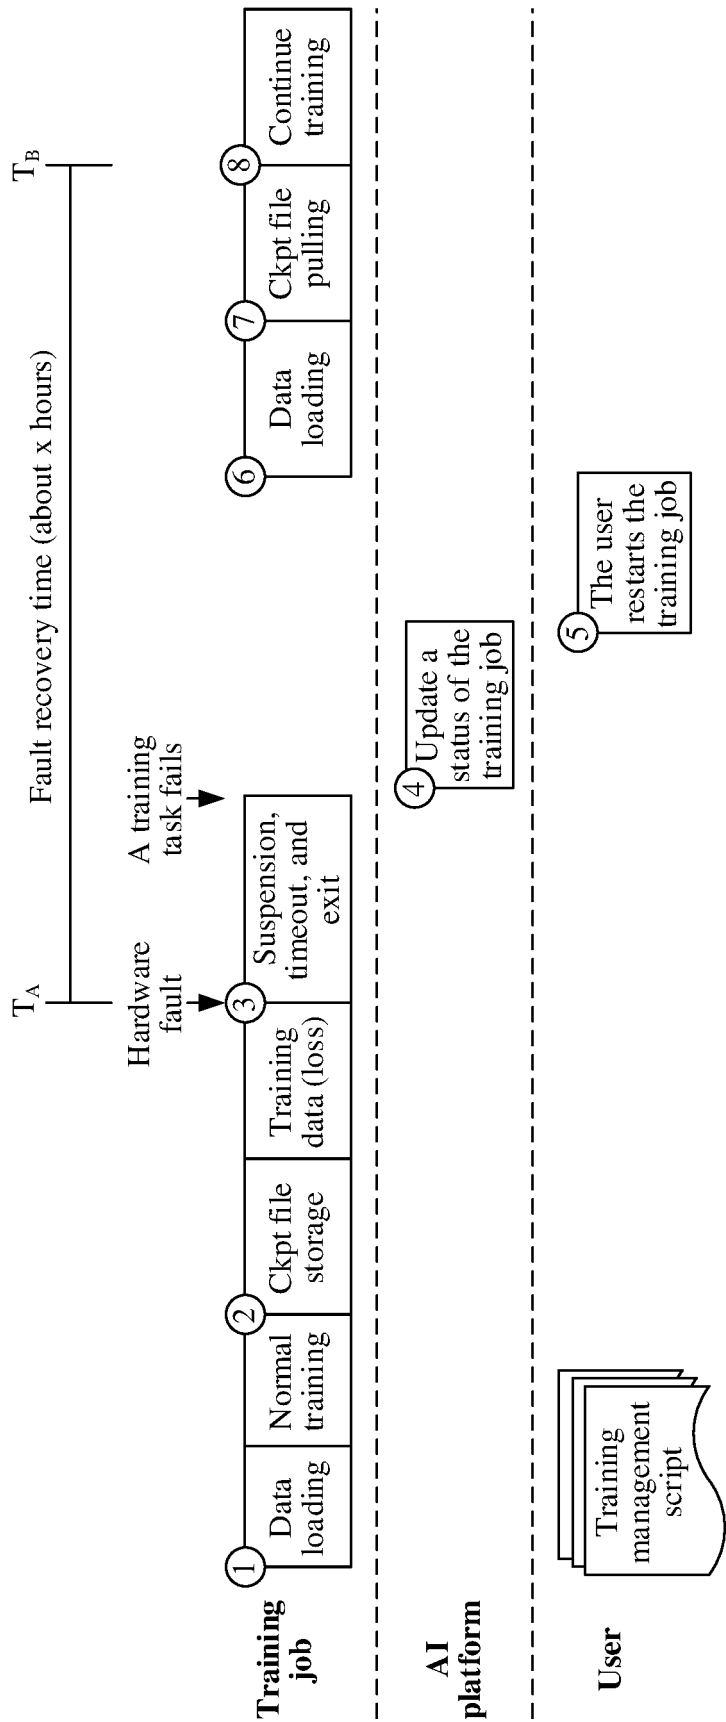 T_A
T_B
Fault recovery time (about x hours)
Hardware
fault
A training
task fails
Training
job
1
Data
loading
Normal
training
2
Ckpt file
storage
Training
data (loss)
3
Suspension,
timeout, and
exit
6
Data
loading
7
Ckpt file
pulling
8
Continue
training
AI
platform
4
Update a
status of the
training job
User
Training
management
script
5
The user
restarts the
training job